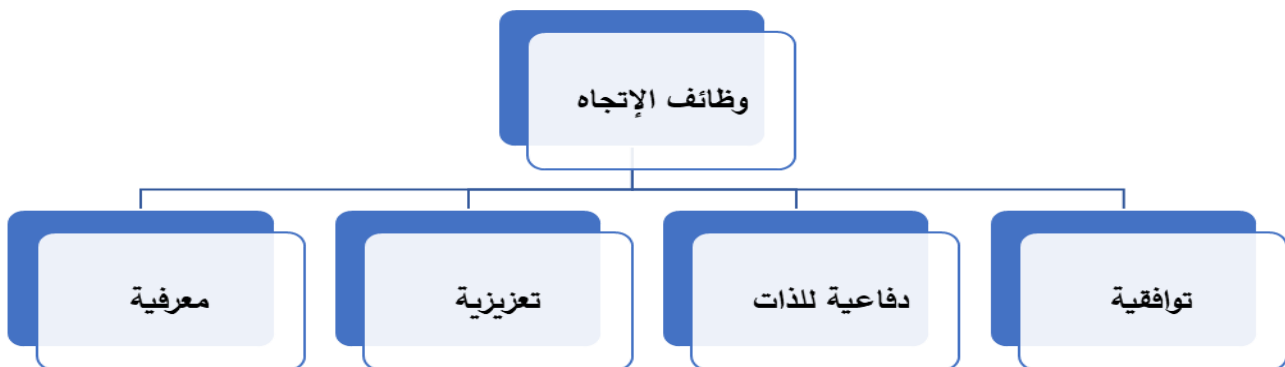 وظائف الإتجاه
توافقية
دفاعية للذات
تعزيزية
معرفية